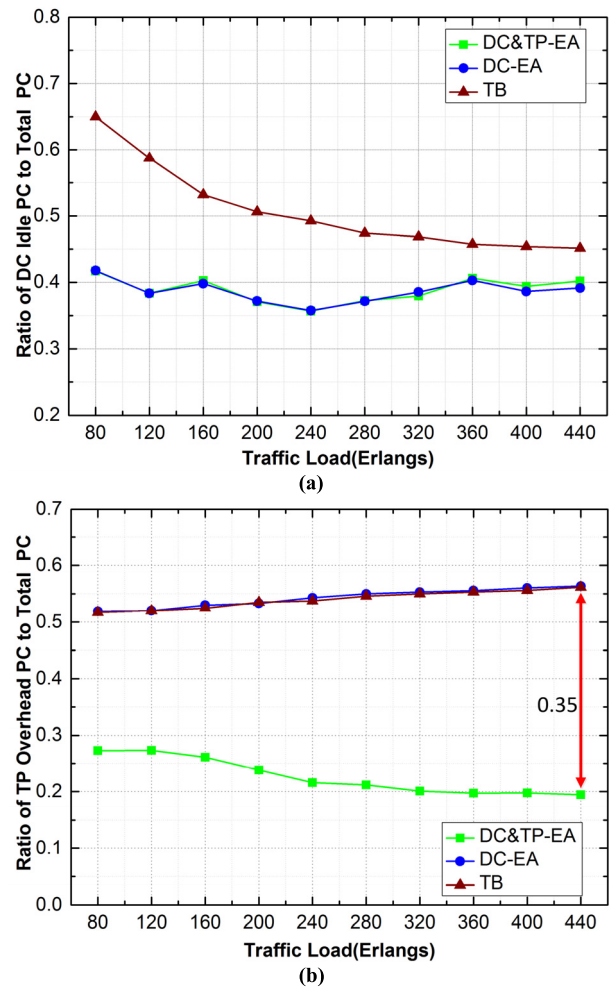 Ratio of DC Idle PC to Total PC
0.8
0.7
0.6
0.5
0.4
0.3
0.2
DC&TP-EA
DC-EA
TB
80 120 160 200 240 280 320 360 400 440
Traffic Load(Erlangs)
(a)
Ratio of TP Overhead PC to Total PC
0.7
0.6
0.5
0.4
0.3
0.2
0.1
0.0
0.35
DC&TP-EA
DC-EA
TB
80 120 160 200 240 280 320 360 400 440
Traffic Load(Erlangs)
(b)